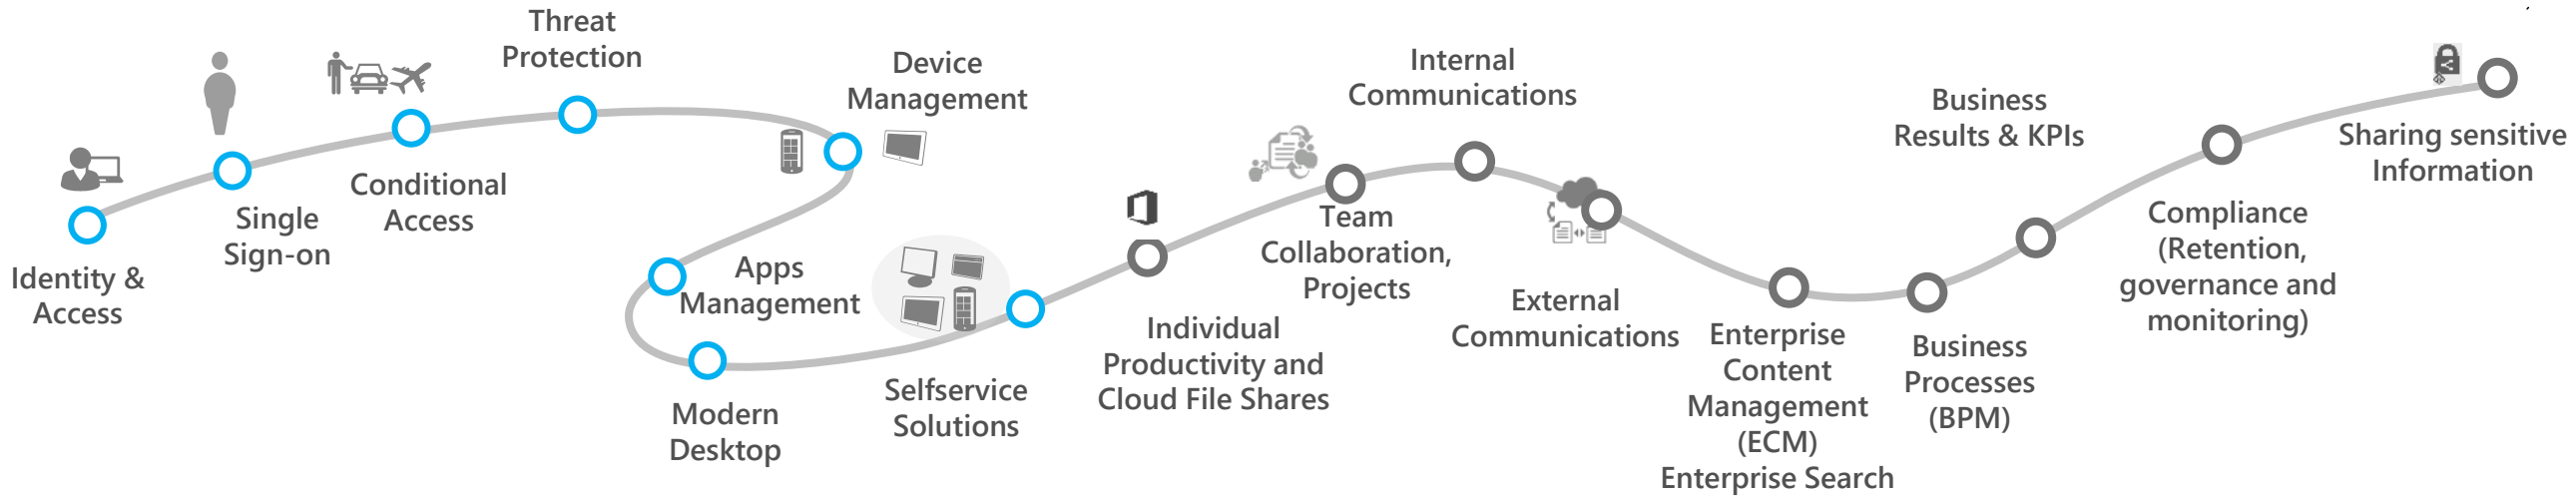 Identity &
Access
Single
Sign-on
Conditional
Access
Threat
Protection
Device
Management
Apps
Management
Modern
Desktop
Selfservice
Solutions
Individual
Productivity and
Cloud File Shares
Team
Collaboration,
Projects
Internal
Communications
External
Communications
Enterprise
Content
Management
(ECM)
Enterprise Search
Business
Processes
(BPM)
Business
Results & KPIs
Compliance
(Retention,
governance and
monitoring)
Sharing sensitive
Information